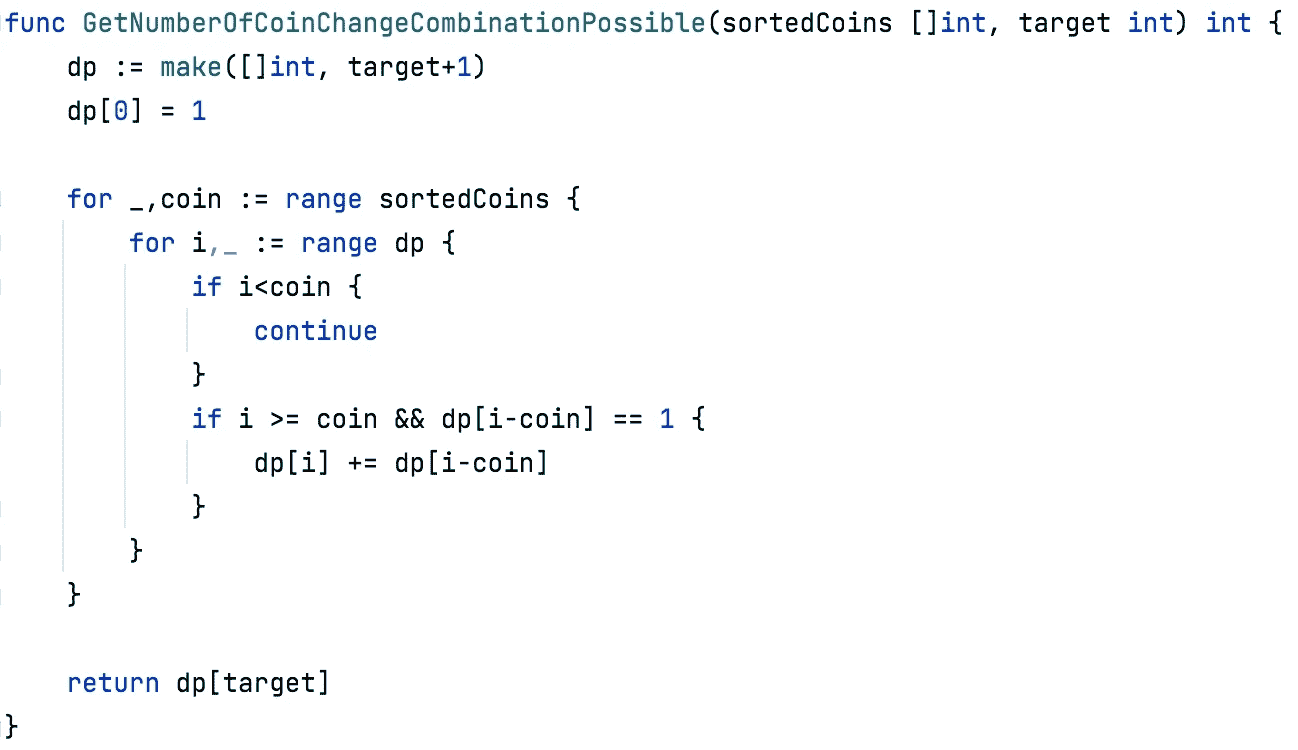 func GetNumberOfCoinChangeCombinationPossible(sortedCoins []int, target int) int {
    dp := make([]int, target+1)
    dp[0] = 1

    for _,coin := range sortedCoins {
        for i,_ := range dp {
            if i<coin {
                continue
            }
            if i >= coin && dp[i-coin] == 1 {
                dp[i] += dp[i-coin]
            }
        }
    }

    return dp[target]
}